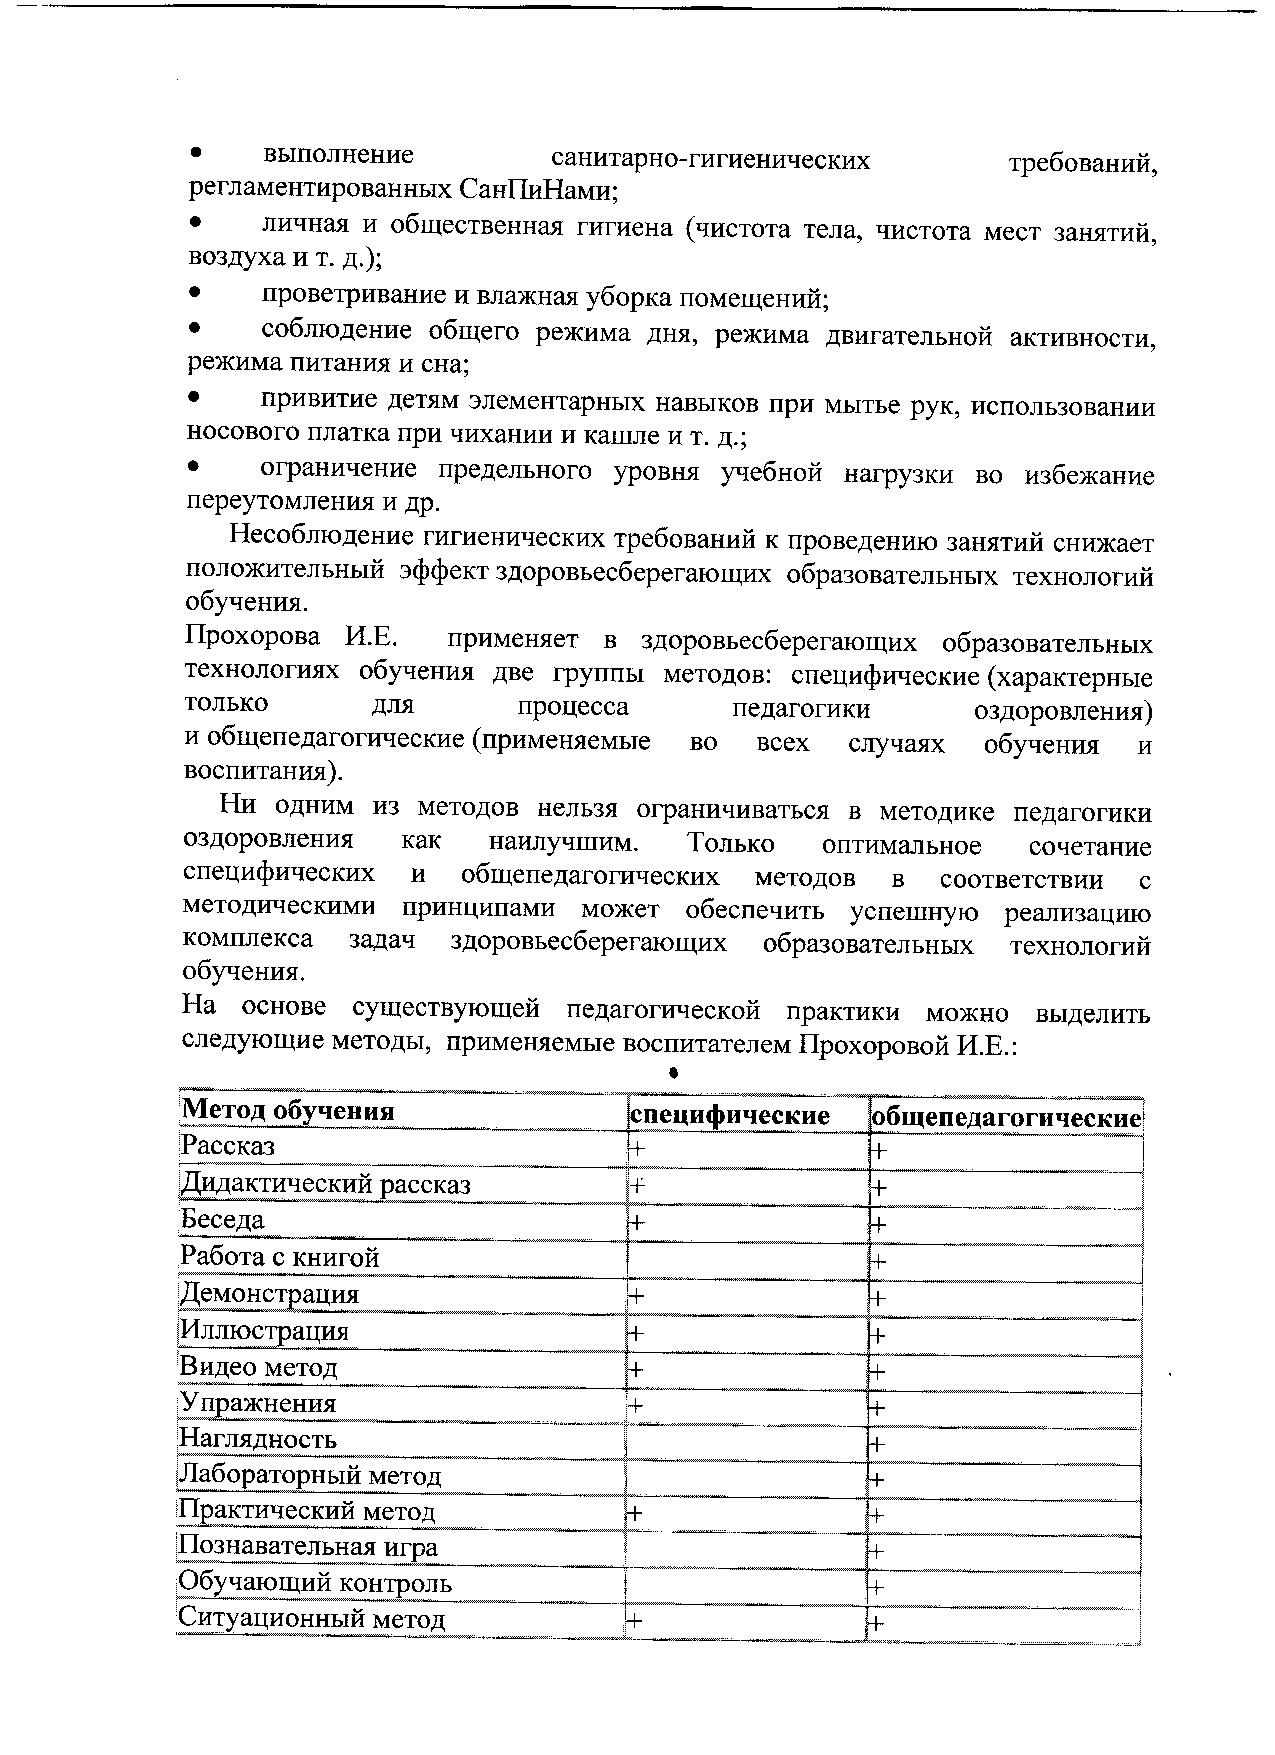 • выполнение санитарно-гигиенических требований,
регламентированных СанПиНами;
• личная и общественная гигиена (чистота тела, чистота мест занятий,
воздуха и т. д.);
• проветривание и влажная уборка помещений;
• соблюдение общего режима дня, режима двигательной активности,
режима питания и сна;
• привитие детям элементарных навыков при мытье рук, использовании
носового платка при чихании и кашле и т. д.;
• ограничение предельного уровня учебной нагрузки во избежание
переутомления и др.
Несоблюдение гигиенических требований к проведению занятий снижает
положительный эффект здоровьесберегающих образовательных технологий
обучения.
Прохорова И.Е. применяет в здоровьесберегающих образовательных
технологиях обучения две группы методов: специфические (характерные
только для процесса педагогики оздоровления)
и общепедагогические (применяемые во всех случаях обучения и
воспитания).
Ни одним из методов нельзя ограничиваться в методике педагогики
оздоровления как наилучшим. Только оптимальное сочетание
специфических и общепедагогических методов в соответствии с
методическими принципами может обеспечить успешную реализацию
комплекса задач здоровьесберегающих образовательных технологий
обучения.
На основе существующей педагогической практики можно выделить
следующие методы, применяемые воспитателем Прохоровой И.Е.:
•
Метод обучения специфические общепедагогические
Рассказ + +
Дидактический рассказ + +
Беседа + +
Работа с книгой +
Демонстрация + +
Иллюстрация + +
Видео метод + +
Упражнения + +
Наглядность +
Лабораторный метод +
Практический метод + +
Познавательная игра +
Обучающий контроль +
Ситуационный метод + +